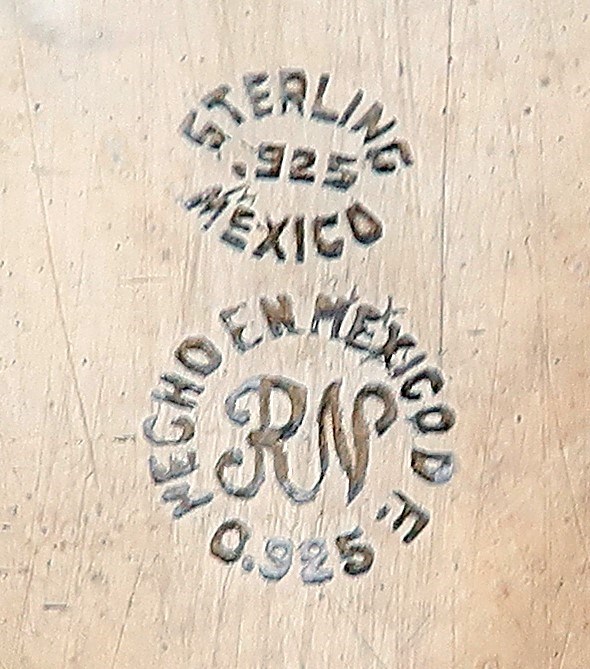 STERLING
.925
MEXICO
HECHO EN MEXICO D.F.
RN
0.925